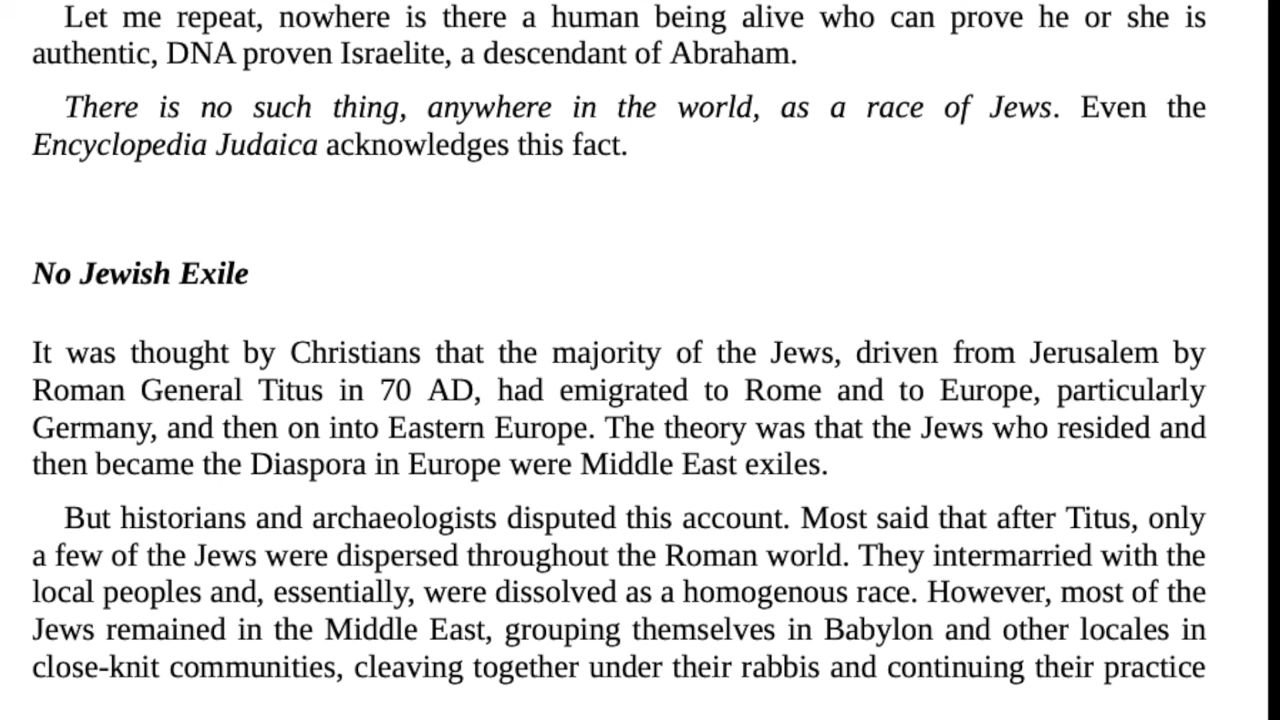 Let me repeat, nowhere is there a human being alive who can prove he or she is
authentic, DNA proven Israelite, a descendant of Abraham.
There is no such thing, anywhere in the world, as a race of Jews. Even the
Encyclopedia Judaica acknowledges this fact.
No Jewish Exile
It was thought by Christians that the majority of the Jews, driven from Jerusalem by
Roman General Titus in 70 AD, had emigrated to Rome and to Europe, particularly
Germany, and then on into Eastern Europe. The theory was that the Jews who resided and
then became the Diaspora in Europe were Middle East exiles.
But historians and archaeologists disputed this account. Most said that after Titus, only
a few of the Jews were dispersed throughout the Roman world. They intermarried with the
local peoples and, essentially, were dissolved as a homogenous race. However, most of the
Jews remained in the Middle East, grouping themselves in Babylon and other locales in
close-knit communities, cleaving together under their rabbis and continuing their practice